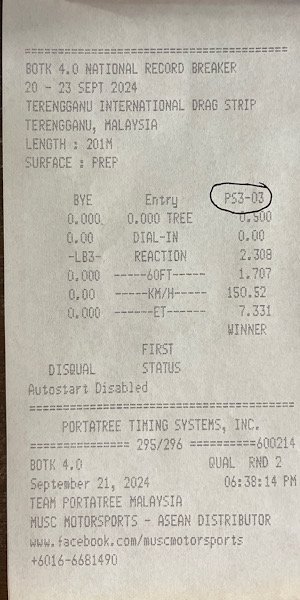 ================================
BOTK 4.0 NATIONAL RECORD BREAKER
20 - 23 SEPT 2024
TERENGGANU INTERNATIONAL DRAG STRIP
TERENGGANU, MALAYSIA
LENGTH : 201M
SURFACE : PREP
BYE Entry PS3-03
0.000 0.000 TREE 0.500
0.00 DIAL-IN 0.00
-LB3- REACTION 2.308
0.000 -----60FT----- 1.707
0.00 -----KM/H----- 150.52
0.000 ------ET------ 7.331
WINNER
FIRST
DISQUAL STATUS
Autostart Disabled
================================
PORTATREE TIMING SYSTEMS, INC.
============= 295/296 ==========600214
BOTK 4.0 QUAL RND 2
September 21, 2024 06:38:14 PM
TEAM PORTATREE MALAYSIA
MUSC MOTORSPORTS - ASEAN DISTRIBUTOR
www.facebook.com/muscmotorsports
+6016-6681490